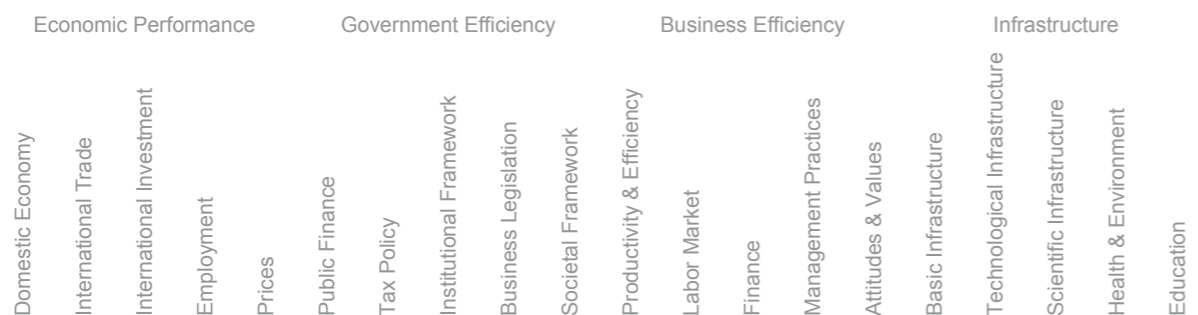 Economic Performance
Government Efficiency
Business Efficiency
Infrastructure
Domestic Economy
International Trade
International Investment
Employment
Prices
Public Finance
Tax Policy
Institutional Framework
Business Legislation
Societal Framework
Productivity & Efficiency
Labor Market
Finance
Management Practices
Attitudes & Values
Basic Infrastructure
Technological Infrastructure
Scientific Infrastructure
Health & Environment
Education